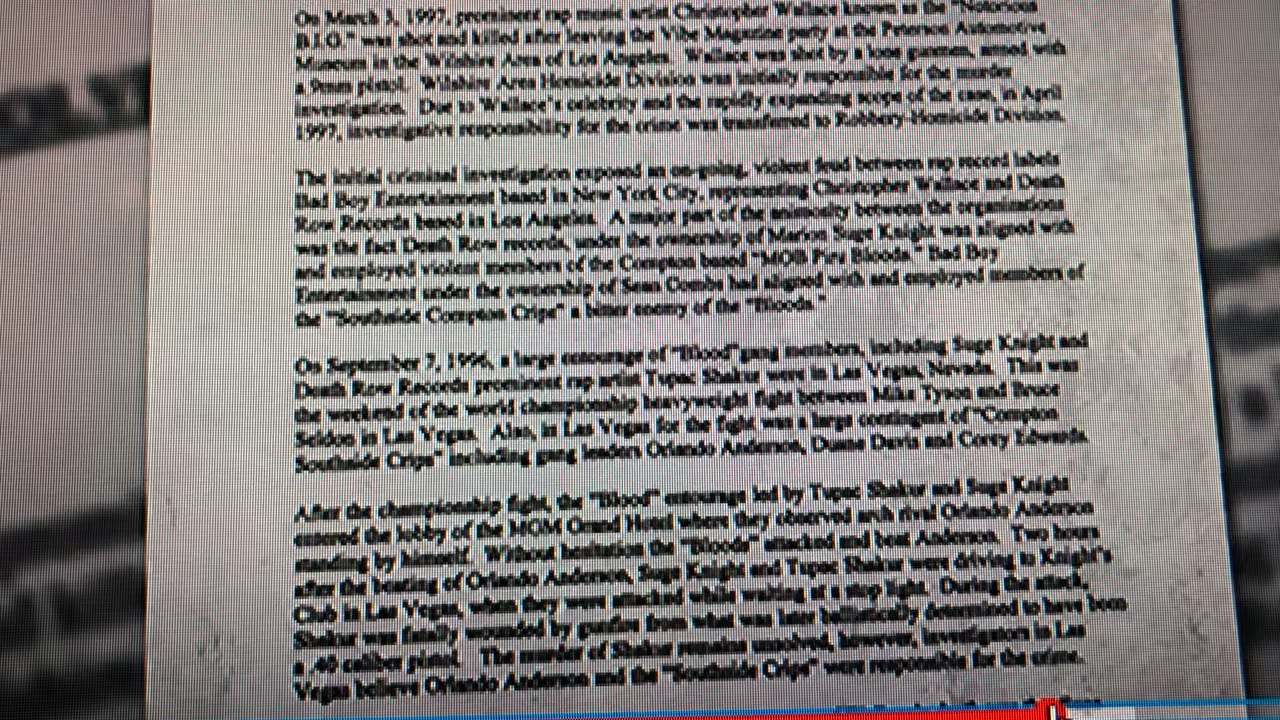 On March 3, 1997, prominent rap music artist Christopher Wallace known as the "Notorious
B.I.G." was shot and killed after leaving the Vibe Magazine party at the Peterson Automotive
Museum in the Wilshire Area of Los Angeles. Wallace was shot by a lone gunman, armed with
a 9mm pistol. Wilshire Area Homicide Division was initially responsible for the murder
investigation. Due to Wallace's celebrity and the rapidly expanding scope of the case, in April
1997, investigative responsibility for the crime was transferred to Robbery-Homicide Division.
The initial criminal investigation exposed an on-going, violent feud between rap record labels
Bad Boy Entertainment based in New York City, representing Christopher Wallace and Death
Row Records based in Los Angeles. A major part of the animosity between the organizations
was the fact Death Row records, under the ownership of Marion Suge Knight was aligned with
and employed violent members of the Compton based "MOB Piru Bloods." Bad Boy
Entertainment under the ownership of Sean Combs had aligned with and employed members of
the "Southside Compton Crips" a bitter enemy of the "Bloods."
On September 7, 1996, a large entourage of "Blood" gang members, including Suge Knight and
Death Row Records prominent rap artist Tupac Shakur were in Las Vegas, Nevada. This was
the weekend of the world championship heavyweight fight between Mike Tyson and Bruce
Seldon in Las Vegas. Also, in Las Vegas for the fight was a large contingent of "Compton
Southside Crips" including gang leaders Orlando Anderson, Duane Davis and Corey Edwards.
After the championship fight, the "Blood" entourage led by Tupac Shakur and Suge Knight
entered the lobby of the MGM Grand Hotel where they observed arch rival Orlando Anderson
standing by himself. Without hesitation the "Bloods" attacked and beat Anderson. Two hours
after the beating of Orlando Anderson, Suge Knight and Tupac Shakur were driving to Knight's
Club in Las Vegas, when they were attacked while waiting at a stop light. During the attack,
Shakur was fatally wounded by gunfire from what was later ballistically determined to have been
a .40 caliber pistol. The murder of Shakur remains unsolved, however, investigators in Las
Vegas believe Orlando Anderson and the "Southside Crips" were responsible for the crime.